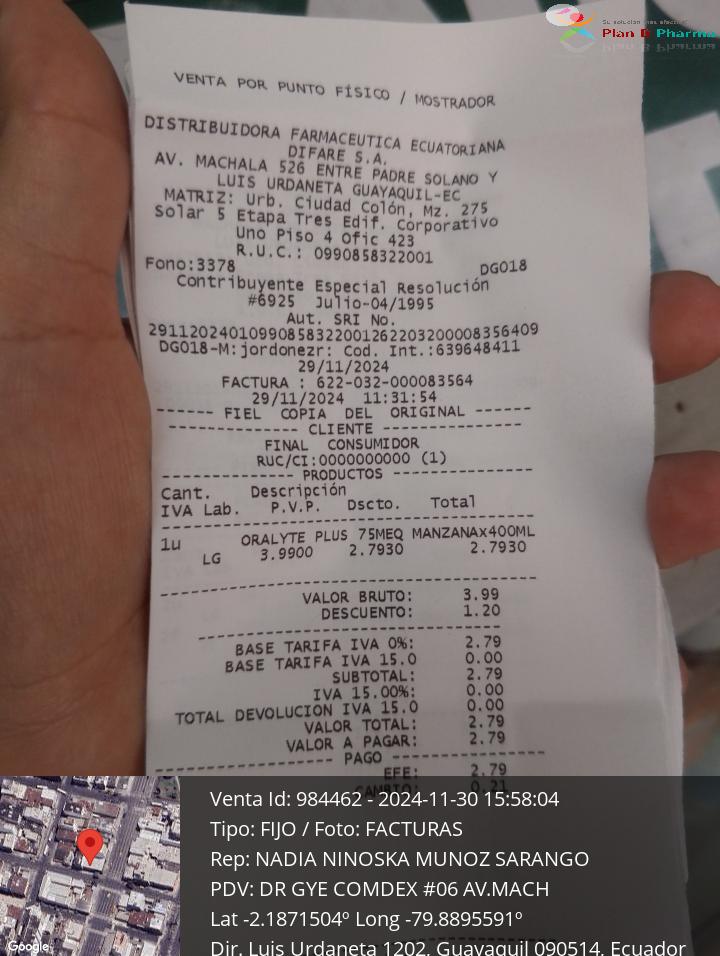 Su solucion mas efectiva
Plan B Pharma
VENTA POR PUNTO FÍSICO / MOSTRADOR
DISTRIBUIDORA FARMACEUTICA ECUATORIANA
DIFARE S.A.
AV. MACHALA 526 ENTRE PADRE SOLANO Y
LUIS URDANETA GUAYAQUIL-EC
MATRIZ: Urb. Ciudad Colón, Mz. 275
Solar 5 Etapa Tres Edif. Corporativo
Uno Piso 4 Ofic 423
R.U.C.: 0990858322001
Fono:3378 DG018
Contribuyente Especial Resolución
#6925 Julio-04/1995
Aut. SRI No.
2911202401099085832200126220320008356409
DG018-M:jordonezr: Cod. Int.:639648411
29/11/2024
FACTURA : 622-032-000083564
29/11/2024 11:31:54
------ FIEL COPIA DEL ORIGINAL ------
-------------- CLIENTE --------------
FINAL CONSUMIDOR
RUC/CI:0000000000 (1)
-------------- PRODUCTOS --------------
Cant. Descripción
IVA Lab. P.V.P. Dscto. Total
1u ORALYTE PLUS 75MEQ MANZANAx400ML
LG 3.9900 2.7930 2.7930
VALOR BRUTO: 3.99
DESCUENTO: 1.20
BASE TARIFA IVA 0%: 2.79
BASE TARIFA IVA 15.0 0.00
SUBTOTAL: 2.79
IVA 15.00%: 0.00
TOTAL DEVOLUCION IVA 15.0 0.00
VALOR TOTAL: 2.79
VALOR A PAGAR: 2.79
---------------- PAGO ----------------
EFE: 2.79
CAMBIO: 0.21
Venta Id: 984462 - 2024-11-30 15:58:04
Tipo: FIJO / Foto: FACTURAS
Rep: NADIA NINOSKA MUNOZ SARANGO
PDV: DR GYE COMDEX #06 AV.MACH
Lat -2.1871504º Long -79.8895591º
Dir. Luis Urdaneta 1202, Guayaquil 090514, Ecuador
Google